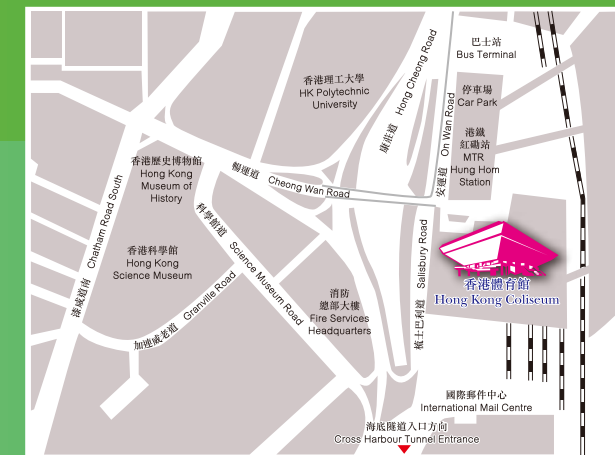 巴士站
Bus Terminal
香港理工大學
HK Polytechnic
University
康莊道 Hong Cheong Road
安運道 On Wan Road
停車場
Car Park
港鐵
紅磡站
MTR
Hung Hom
Station
香港歷史博物館
Hong Kong
Museum of
History
暢運道 Cheong Wan Road
科學館道 Science Museum Road
漆咸道南 Chatham Road South
香港科學館
Hong Kong
Science Museum
加連威老道 Granville Road
消防
總部大樓
Fire Services
Headquarters
梳士巴利道 Salisbury Road
香港體育館
Hong Kong Coliseum
國際郵件中心
International Mail Centre
海底隧道入口方向
Cross Harbour Tunnel Entrance